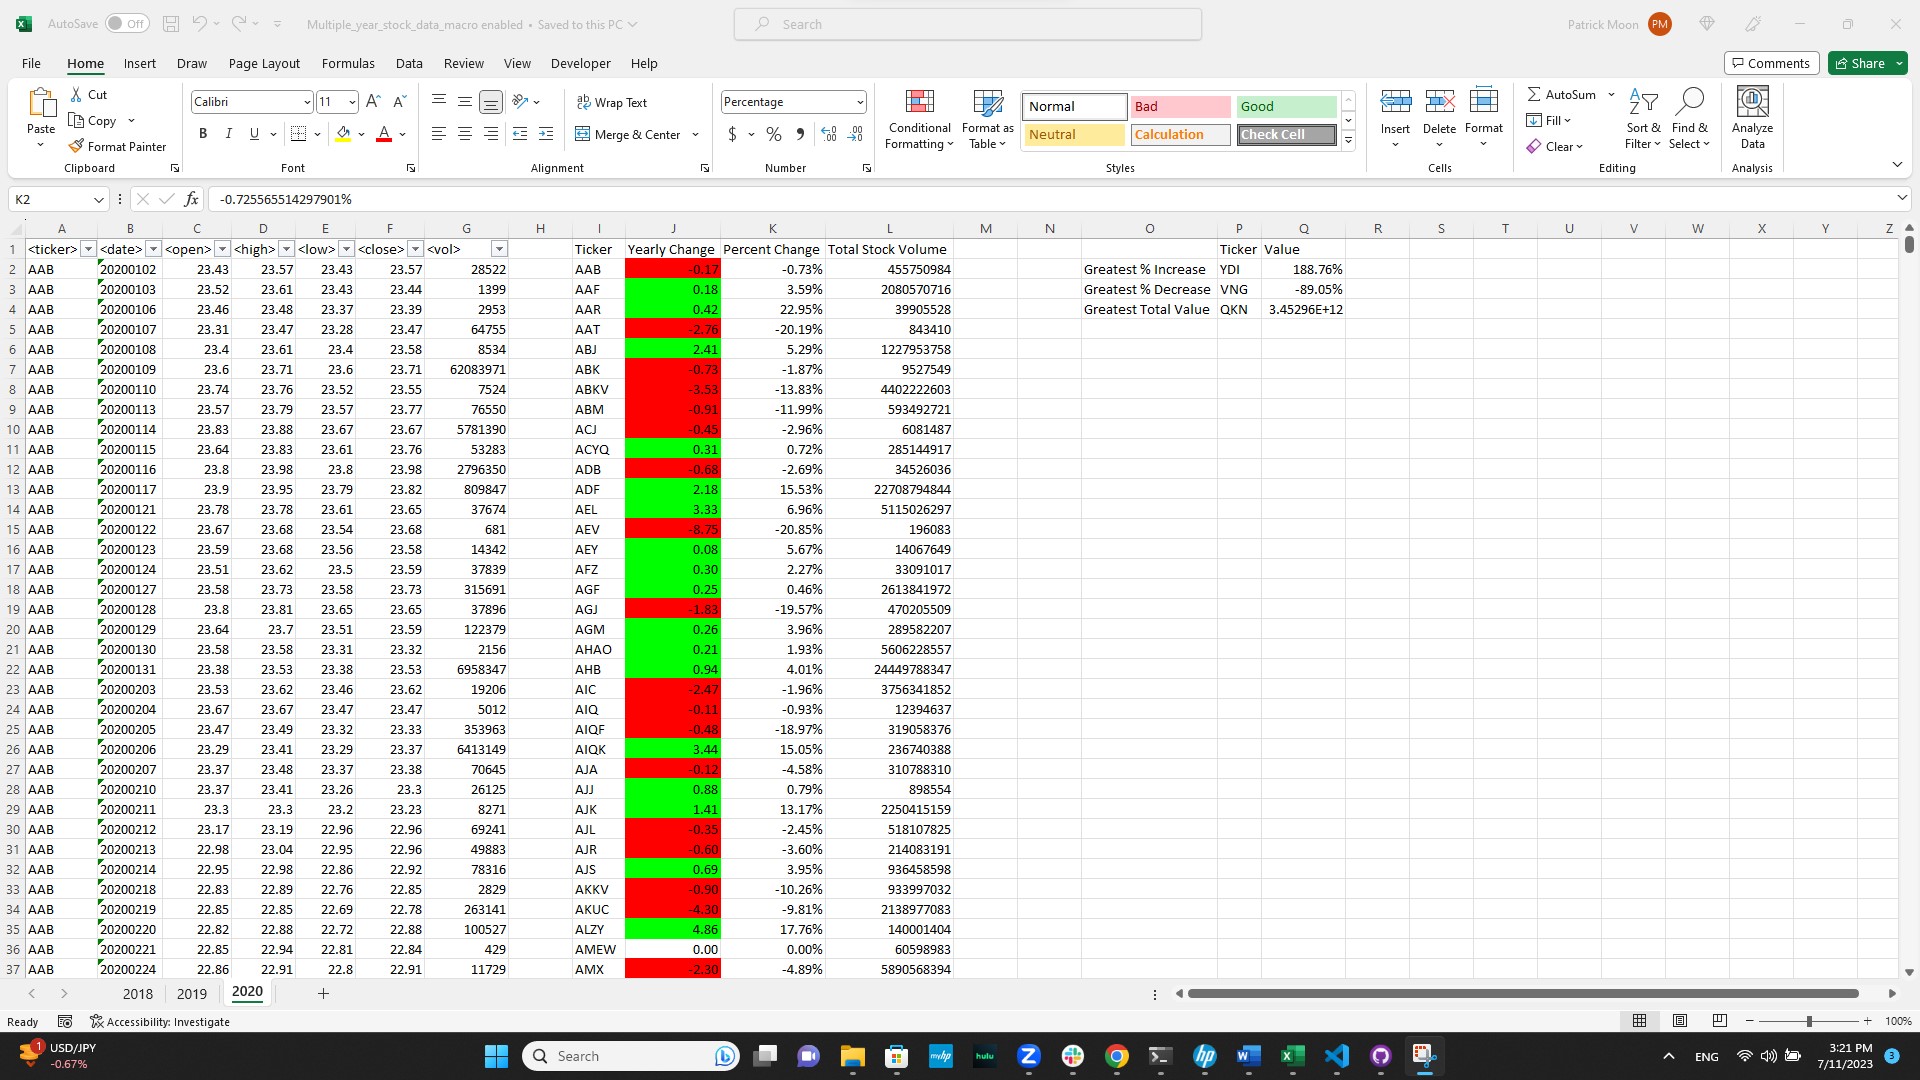 AutoSave Off Multiple_year_stock_data_macro enabled • Saved to this PC Search Patrick Moon PM
File Home Insert Draw Page Layout Formulas Data Review View Developer Help Comments Share
Paste Cut Copy Format Painter Clipboard
Calibri 11 B I U A Font
ab Wrap Text Merge & Center Alignment
Percentage $ % , Number
Conditional Formatting Format as Table Normal Bad Good Neutral Calculation Check Cell Styles
Insert Delete Format Cells
AutoSum Fill Clear Sort & Filter Find & Select Editing
Analyze Data Analysis
K2 fx -0.725565514297901%
A B C D E F G H I J K L M N O P Q R S T U V W X Y Z
1 <ticker> <date> <open> <high> <low> <close> <vol> Ticker Yearly Change Percent Change Total Stock Volume Ticker Value
2 AAB 20200102 23.43 23.57 23.43 23.57 28522 AAB -0.17 -0.73% 455750984 Greatest % Increase YDI 188.76%
3 AAB 20200103 23.52 23.61 23.43 23.44 1399 AAF 0.18 3.59% 2080570716 Greatest % Decrease VNG -89.05%
4 AAB 20200106 23.46 23.48 23.37 23.39 2953 AAR 0.42 22.95% 39905528 Greatest Total Value QKN 3.45296E+12
5 AAB 20200107 23.31 23.47 23.28 23.47 64755 AAT -2.76 -20.19% 843410
6 AAB 20200108 23.4 23.61 23.4 23.58 8534 ABJ 2.41 5.29% 1227953758
7 AAB 20200109 23.6 23.71 23.6 23.71 62083971 ABK -0.73 -1.87% 9527549
8 AAB 20200110 23.74 23.76 23.52 23.55 7524 ABKV -3.53 -13.83% 4402222603
9 AAB 20200113 23.57 23.79 23.57 23.77 76550 ABM -0.91 -11.99% 593492721
10 AAB 20200114 23.83 23.88 23.67 23.67 5781390 ACJ -0.45 -2.96% 6081487
11 AAB 20200115 23.64 23.83 23.61 23.76 53283 ACYQ 0.31 0.72% 285144917
12 AAB 20200116 23.8 23.98 23.8 23.98 2796350 ADB -0.68 -2.69% 34526036
13 AAB 20200117 23.9 23.95 23.79 23.82 809847 ADF 2.18 15.53% 22708794844
14 AAB 20200121 23.78 23.78 23.61 23.65 37674 AEL 3.33 6.96% 5115026297
15 AAB 20200122 23.67 23.68 23.54 23.68 681 AEV -8.75 -20.85% 196083
16 AAB 20200123 23.59 23.68 23.56 23.58 14342 AEY 0.08 5.67% 14067649
17 AAB 20200124 23.51 23.62 23.5 23.59 37839 AFZ 0.30 2.27% 33091017
18 AAB 20200127 23.58 23.73 23.58 23.73 315691 AGF 0.25 0.46% 2613841972
19 AAB 20200128 23.8 23.81 23.65 23.65 37896 AGJ -1.83 -19.57% 470205509
20 AAB 20200129 23.64 23.7 23.51 23.59 122379 AGM 0.26 3.96% 289582207
21 AAB 20200130 23.58 23.58 23.31 23.32 2156 AHAO 0.21 1.93% 5606228557
22 AAB 20200131 23.38 23.53 23.38 23.53 6958347 AHB 0.94 4.01% 24449788347
23 AAB 20200203 23.53 23.62 23.46 23.62 19206 AIC -2.47 -1.96% 3756341852
24 AAB 20200204 23.67 23.67 23.47 23.47 5012 AIQ -0.11 -0.93% 12394637
25 AAB 20200205 23.47 23.49 23.32 23.33 353963 AIQF -0.48 -18.97% 319058376
26 AAB 20200206 23.29 23.41 23.29 23.37 6413149 AIQK 3.44 15.05% 236740388
27 AAB 20200207 23.37 23.48 23.37 23.38 70645 AJA -0.12 -4.58% 310788310
28 AAB 20200210 23.37 23.41 23.26 23.3 26125 AJJ 0.88 0.79% 898554
29 AAB 20200211 23.3 23.3 23.2 23.23 8271 AJK 1.41 13.17% 2250415159
30 AAB 20200212 23.17 23.19 22.96 22.96 69241 AJL -0.35 -2.45% 518107825
31 AAB 20200213 22.98 23.04 22.95 22.96 49883 AJR -0.60 -3.60% 214083191
32 AAB 20200214 22.95 22.98 22.86 22.92 78316 AJS 0.69 3.95% 936458598
33 AAB 20200218 22.83 22.89 22.76 22.85 2829 AKKV -0.90 -10.26% 933997032
34 AAB 20200219 22.85 22.85 22.69 22.78 263141 AKUC -4.30 -9.81% 2138977083
35 AAB 20200220 22.82 22.88 22.72 22.88 100527 ALZY 4.86 17.76% 140001404
36 AAB 20200221 22.85 22.94 22.81 22.84 429 AMEW 0.00 0.00% 60598983
37 AAB 20200224 22.86 22.91 22.8 22.91 11729 AMX -2.30 -4.89% 5890568394
2018 2019 2020
Ready Accessibility: Investigate 100%
1 USD/JPY -0.67% Search myhp hulu Z hp ENG 3:21 PM 7/11/2023 3